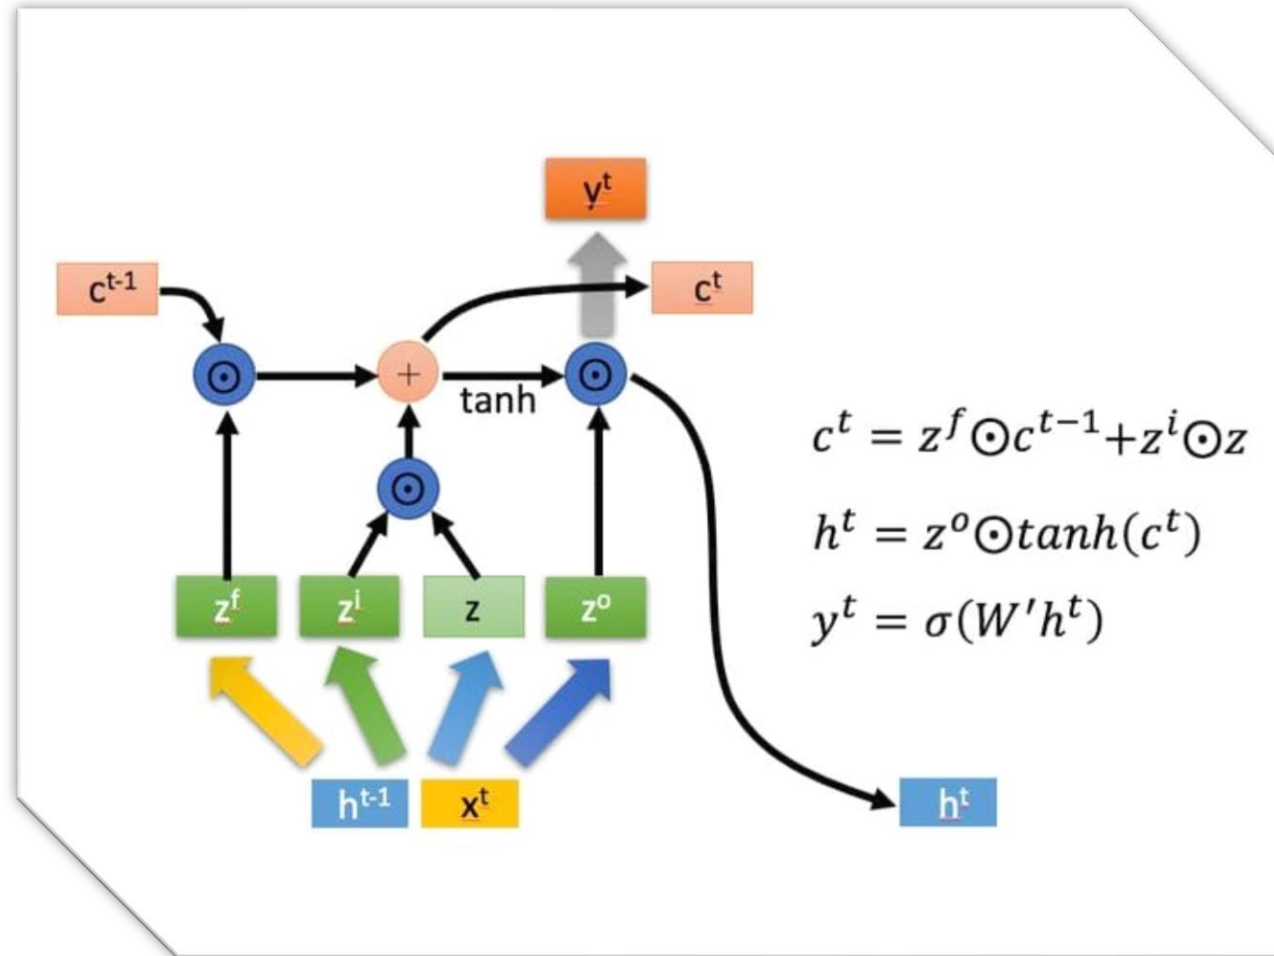 yᵗ
cᵗ⁻¹
cᵗ
⊙
+
tanh
⊙
cᵗ = zᶠ⊙cᵗ⁻¹+zⁱ⊙z
⊙
hᵗ = zᵒ⊙tanh(cᵗ)
zᶠ
zⁱ
z
zᵒ
yᵗ = σ(W′hᵗ)
hᵗ⁻¹
xᵗ
hᵗ